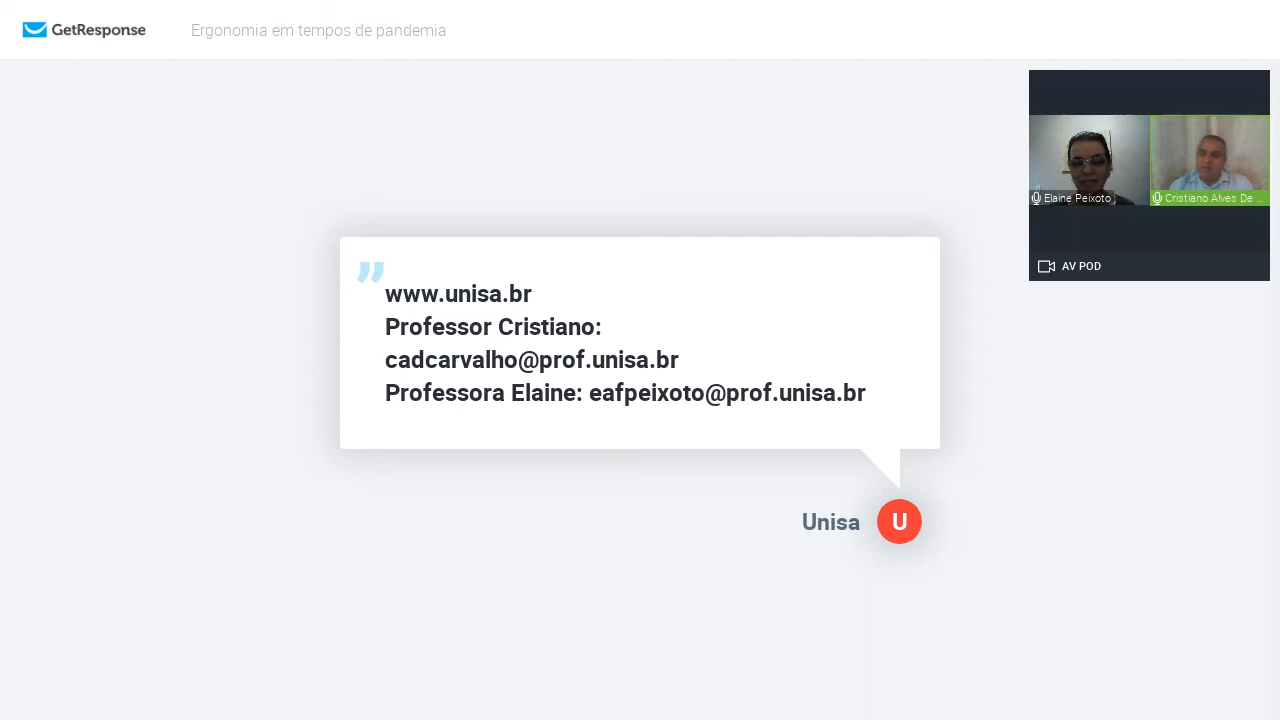 GetResponse
Ergonomia em tempos de pandemia
Elaine Peixoto
Cristiano Alves De ...
AV POD
www.unisa.br
Professor Cristiano:
cadcarvalho@prof.unisa.br
Professora Elaine: eafpeixoto@prof.unisa.br
Unisa
U